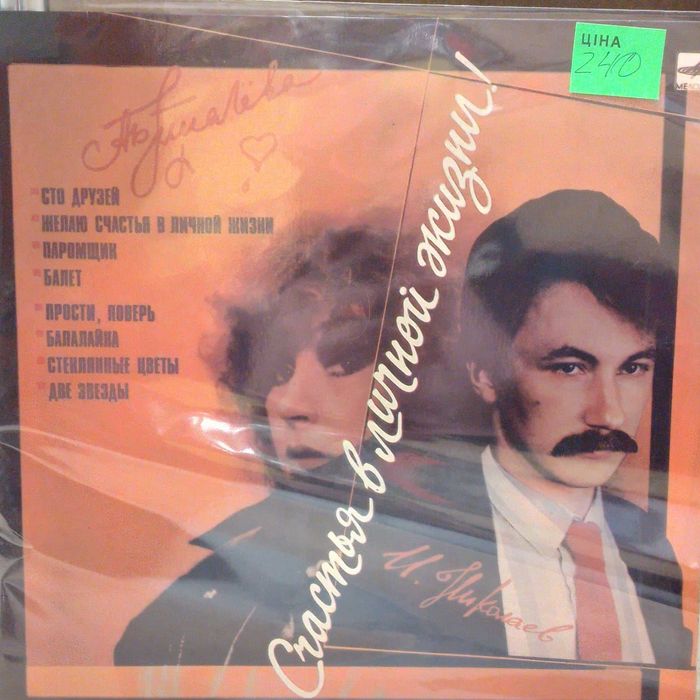 ЦІНА
240
МЕЛО
А. Пугачёва
СТО ДРУЗЕЙ
ЖЕЛАЮ СЧАСТЬЯ В ЛИЧНОЙ ЖИЗНИ
ПАРОМЩИК
БАЛЕТ
ПРОСТИ, ПОВЕРЬ
БАЛАЛАЙКА
СТЕКЛЯННЫЕ ЦВЕТЫ
ДВЕ ЗВЕЗДЫ
Счастья в личной жизни!
И. Николаев